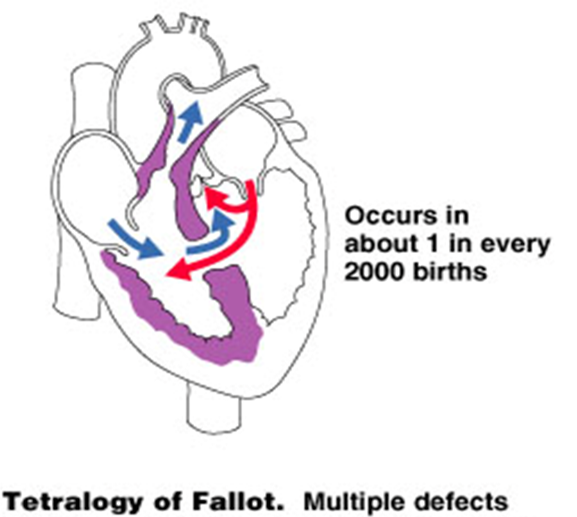 Occurs in
about 1 in every
2000 births
Tetralogy of Fallot. Multiple defects